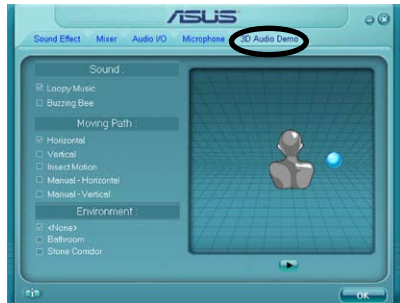 ASUS
Sound Effect Mixer Audio I/O Microphone 3D Audio Demo
Sound :
Loopy Music
Buzzing Bee
Moving Path :
Horizontal
Vertical
Insect Motion
Manual - Horizontal
Manual - Vertical
Environment :
<None>
Bathroom
Stone Corridor
OK